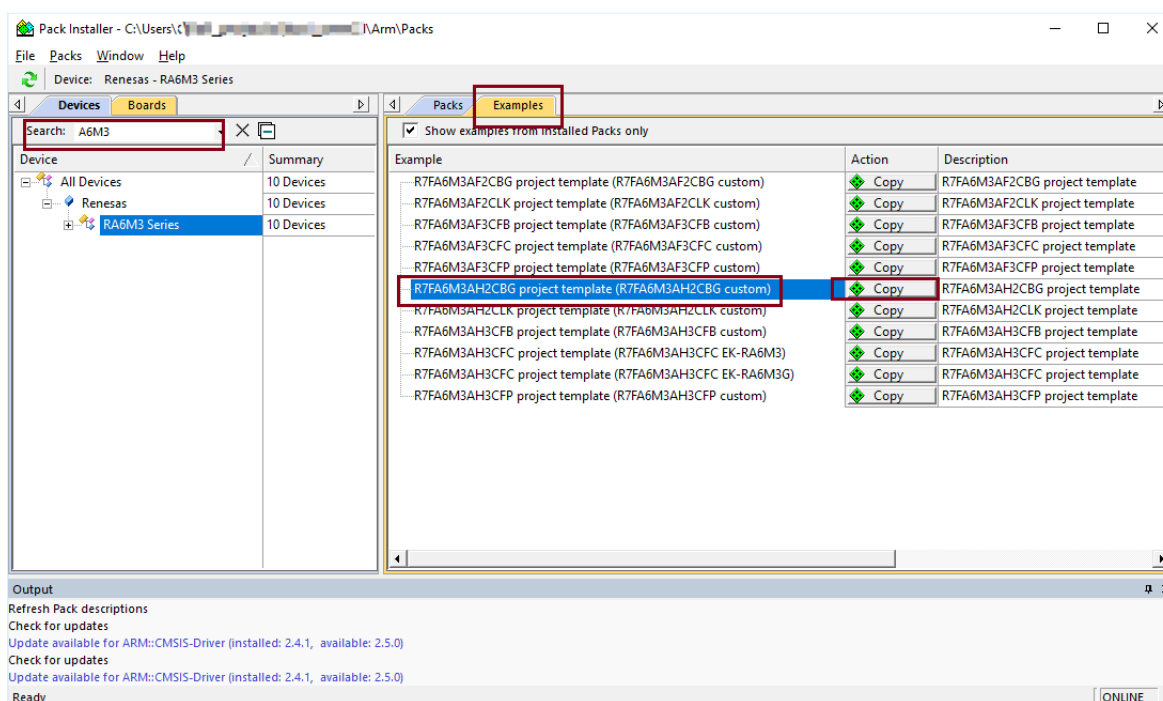 Pack Installer - C:\Users\ \Arm\Packs
File Packs Window Help
Device: Renesas - RA6M3 Series
Devices Boards
Packs Examples
Search: A6M3
Show examples from Installed Packs only
Device Summary
Example Action Description
All Devices 10 Devices
Renesas 10 Devices
RA6M3 Series 10 Devices
R7FA6M3AF2CBG project template (R7FA6M3AF2CBG custom) Copy R7FA6M3AF2CBG project template
R7FA6M3AF2CLK project template (R7FA6M3AF2CLK custom) Copy R7FA6M3AF2CLK project template
R7FA6M3AF3CFB project template (R7FA6M3AF3CFB custom) Copy R7FA6M3AF3CFB project template
R7FA6M3AF3CFC project template (R7FA6M3AF3CFC custom) Copy R7FA6M3AF3CFC project template
R7FA6M3AF3CFP project template (R7FA6M3AF3CFP custom) Copy R7FA6M3AF3CFP project template
R7FA6M3AH2CBG project template (R7FA6M3AH2CBG custom) Copy R7FA6M3AH2CBG project template
R7FA6M3AH2CLK project template (R7FA6M3AH2CLK custom) Copy R7FA6M3AH2CLK project template
R7FA6M3AH3CFB project template (R7FA6M3AH3CFB custom) Copy R7FA6M3AH3CFB project template
R7FA6M3AH3CFC project template (R7FA6M3AH3CFC EK-RA6M3) Copy R7FA6M3AH3CFC project template
R7FA6M3AH3CFC project template (R7FA6M3AH3CFC EK-RA6M3G) Copy R7FA6M3AH3CFC project template
R7FA6M3AH3CFP project template (R7FA6M3AH3CFP custom) Copy R7FA6M3AH3CFP project template
Output
Refresh Pack descriptions
Check for updates
Update available for ARM::CMSIS-Driver (installed: 2.4.1, available: 2.5.0)
Check for updates
Update available for ARM::CMSIS-Driver (installed: 2.4.1, available: 2.5.0)
Ready ONLINE